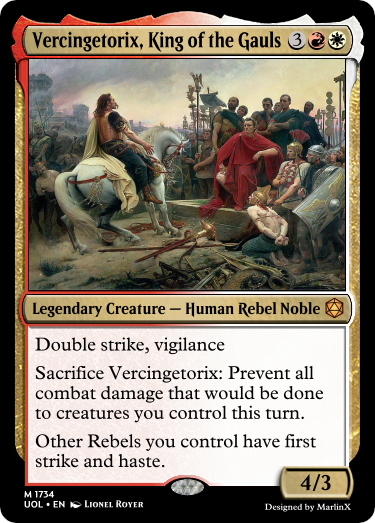 Vercingetorix, King of the Gauls 3
Legendary Creature — Human Rebel Noble
Double strike, vigilance
Sacrifice Vercingetorix: Prevent all
combat damage that would be done
to creatures you control this turn.
Other Rebels you control have first
strike and haste.
4/3
M 1734
UOL • EN Lionel Royer
Designed by MarlinX